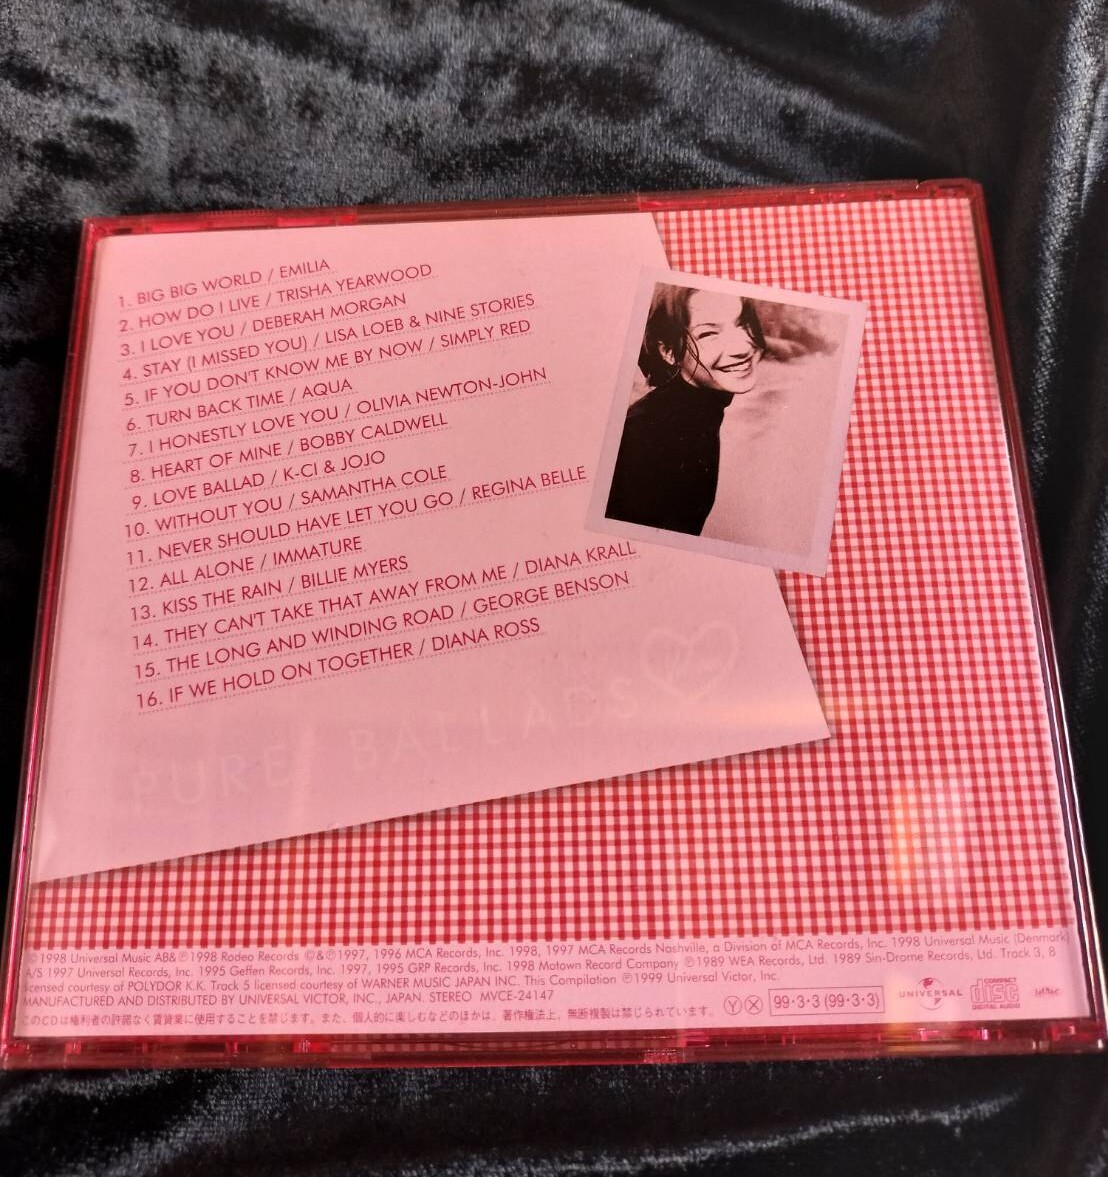 1. BIG BIG WORLD / EMILIA
2. HOW DO I LIVE / TRISHA YEARWOOD
3. I LOVE YOU / DEBERAH MORGAN
4. STAY (I MISSED YOU) / LISA LOEB & NINE STORIES
5. IF YOU DON'T KNOW ME BY NOW / SIMPLY RED
6. TURN BACK TIME / AQUA
7. I HONESTLY LOVE YOU / OLIVIA NEWTON-JOHN
8. HEART OF MINE / BOBBY CALDWELL
9. LOVE BALLAD / K-CI & JOJO
10. WITHOUT YOU / SAMANTHA COLE
11. NEVER SHOULD HAVE LET YOU GO / REGINA BELLE
12. ALL ALONE / IMMATURE
13. KISS THE RAIN / BILLIE MYERS
14. THEY CAN'T TAKE THAT AWAY FROM ME / DIANA KRALL
15. THE LONG AND WINDING ROAD / GEORGE BENSON
16. IF WE HOLD ON TOGETHER / DIANA ROSS
PURE BALLADS
℗1998 Universal Music AB&℗1998 Rodeo Records ©&℗1997, 1996 MCA Records, Inc. 1998, 1997 MCA Records Nashville, a Division of MCA Records, Inc. 1998 Universal Music (Denmark)
A/S 1997 Universal Records, Inc. 1995 Geffen Records, Inc. 1997, 1995 GRP Records, Inc. 1998 Motown Record Company ℗1989 WEA Records, Ltd. 1989 Sin-Drome Records, Ltd. Track 3, 8
licensed courtesy of POLYDOR K.K. Track 5 licensed courtesy of WARNER MUSIC JAPAN INC. This Compilation ℗1999 Universal Victor, Inc.
MANUFACTURED AND DISTRIBUTED BY UNIVERSAL VICTOR, INC., JAPAN. STEREO MVCE-24147
このCDは権利者の許諾なく賃貸業に使用することを禁じます。また、個人的に楽しむなどのほかは、著作権法上、無断複製は禁じられています。
Ⓨ Ⓧ 99·3·3 (99·3·3)
UNIVERSAL
COMPACT disc DIGITAL AUDIO